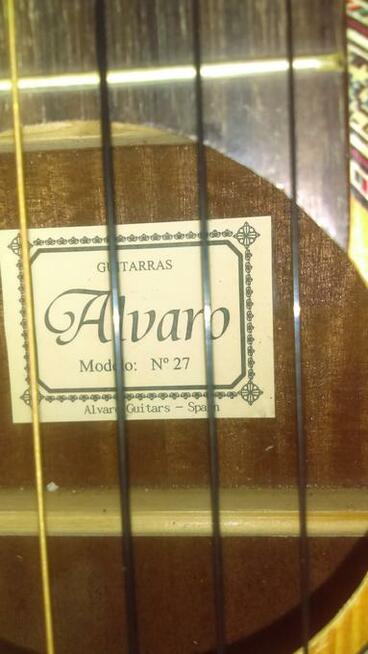 GUITARRAS
Alvaro
Modelo: Nº 27
Alvaro Guitars - Spain